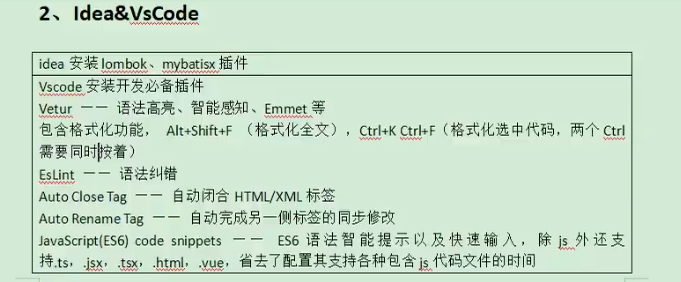 2、Idea&VsCode
idea 安装 lombok、mybatisx 插件
Vscode 安装开发必备插件
Vetur —— 语法高亮、智能感知、Emmet 等
包含格式化功能， Alt+Shift+F （格式化全文），Ctrl+K Ctrl+F（格式化选中代码，两个 Ctrl
需要同时按着）
EsLint —— 语法纠错
Auto Close Tag —— 自动闭合 HTML/XML 标签
Auto Rename Tag —— 自动完成另一侧标签的同步修改
JavaScript(ES6) code snippets —— ES6 语法智能提示以及快速输入，除 js 外还支
持.ts，.jsx，.tsx，.html，.vue，省去了配置其支持各种包含 js 代码文件的时间